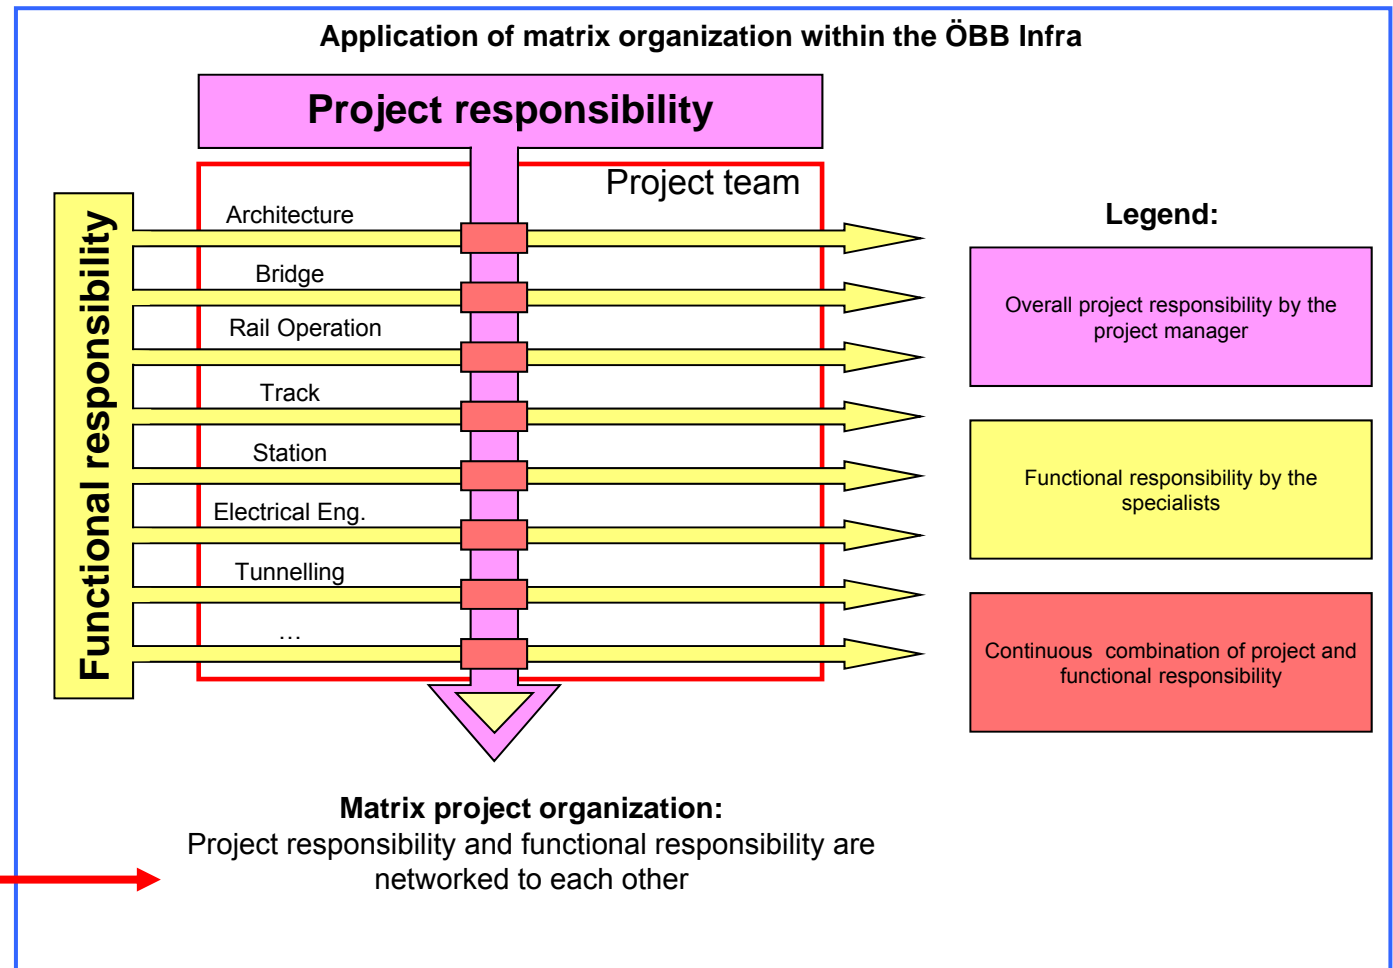 Application of matrix organization within the ÖBB Infra
Project responsibility
Project team
Functional responsibility
Architecture
Bridge
Rail Operation
Track
Station
Electrical Eng.
Tunnelling
…
Legend:
Overall project responsibility by the
project manager
Functional responsibility by the
specialists
Continuous combination of project and
functional responsibility
Matrix project organization:
Project responsibility and functional responsibility are
networked to each other